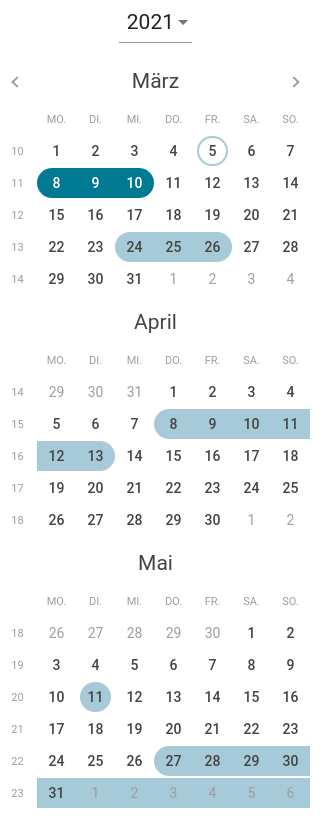 2021
März
MO. DI. MI. DO. FR. SA. SO.
10 1 2 3 4 5 6 7
11 8 9 10 11 12 13 14
12 15 16 17 18 19 20 21
13 22 23 24 25 26 27 28
14 29 30 31 1 2 3 4
April
MO. DI. MI. DO. FR. SA. SO.
14 29 30 31 1 2 3 4
15 5 6 7 8 9 10 11
16 12 13 14 15 16 17 18
17 19 20 21 22 23 24 25
18 26 27 28 29 30 1 2
Mai
MO. DI. MI. DO. FR. SA. SO.
18 26 27 28 29 30 1 2
19 3 4 5 6 7 8 9
20 10 11 12 13 14 15 16
21 17 18 19 20 21 22 23
22 24 25 26 27 28 29 30
23 31 1 2 3 4 5 6